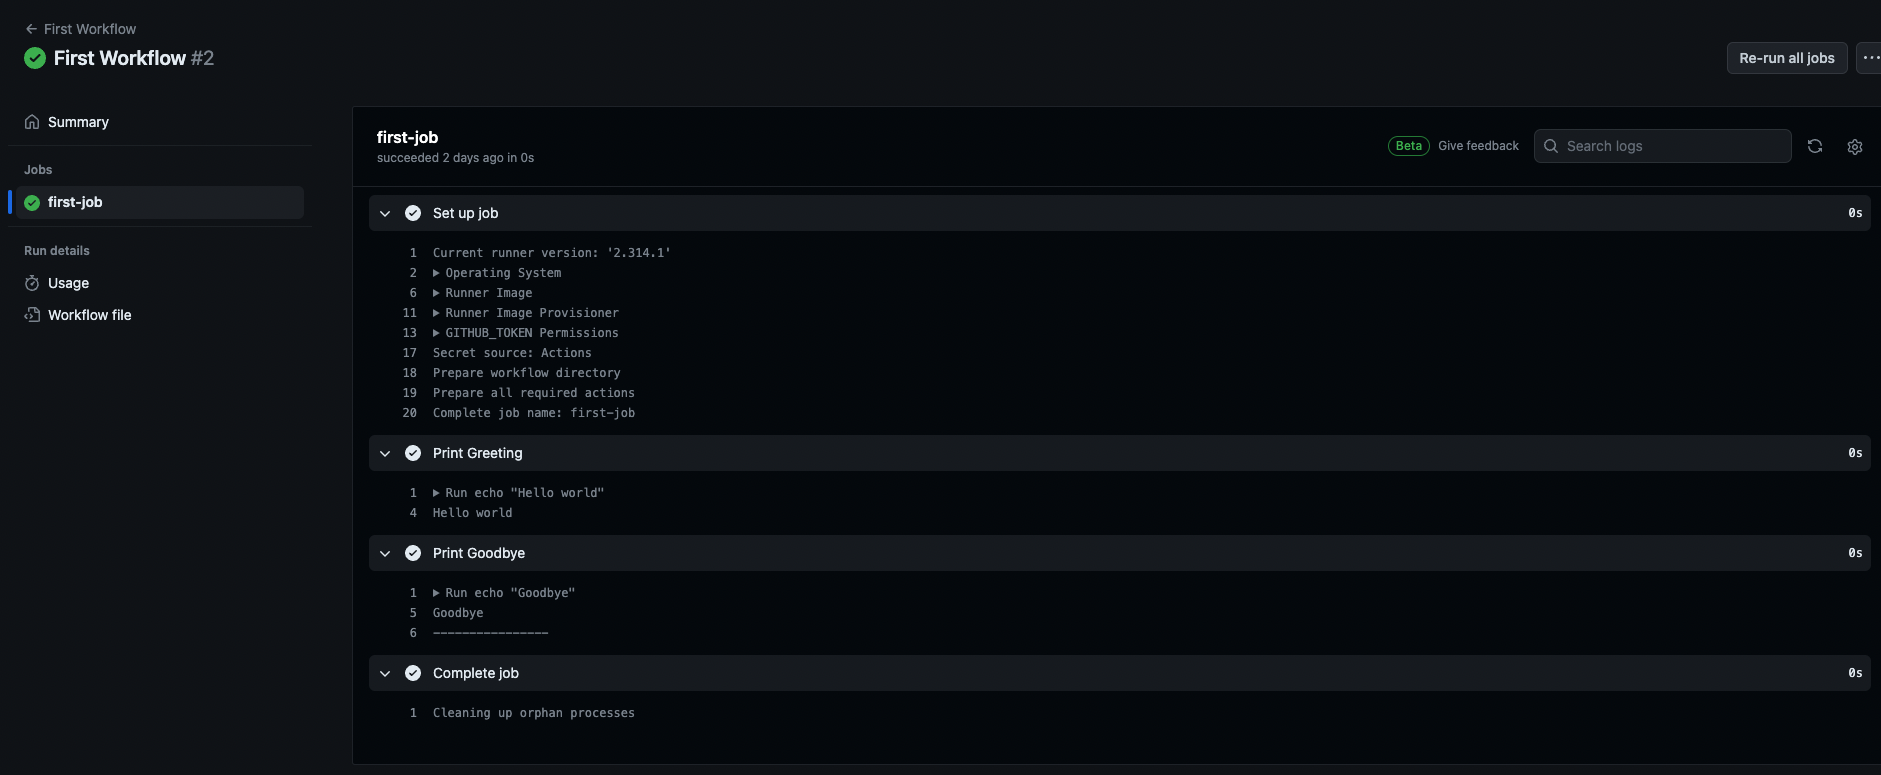 ← First Workflow
First Workflow #2
Re-run all jobs
...
Summary
Jobs
first-job
Run details
Usage
Workflow file
first-job
succeeded 2 days ago in 0s
Beta Give feedback
Search logs
Set up job 0s
1 Current runner version: '2.314.1'
2 ▶ Operating System
6 ▶ Runner Image
11 ▶ Runner Image Provisioner
13 ▶ GITHUB_TOKEN Permissions
17 Secret source: Actions
18 Prepare workflow directory
19 Prepare all required actions
20 Complete job name: first-job
Print Greeting 0s
1 ▶ Run echo "Hello world"
4 Hello world
Print Goodbye 0s
1 ▶ Run echo "Goodbye"
5 Goodbye
6 ----------------
Complete job 0s
1 Cleaning up orphan processes